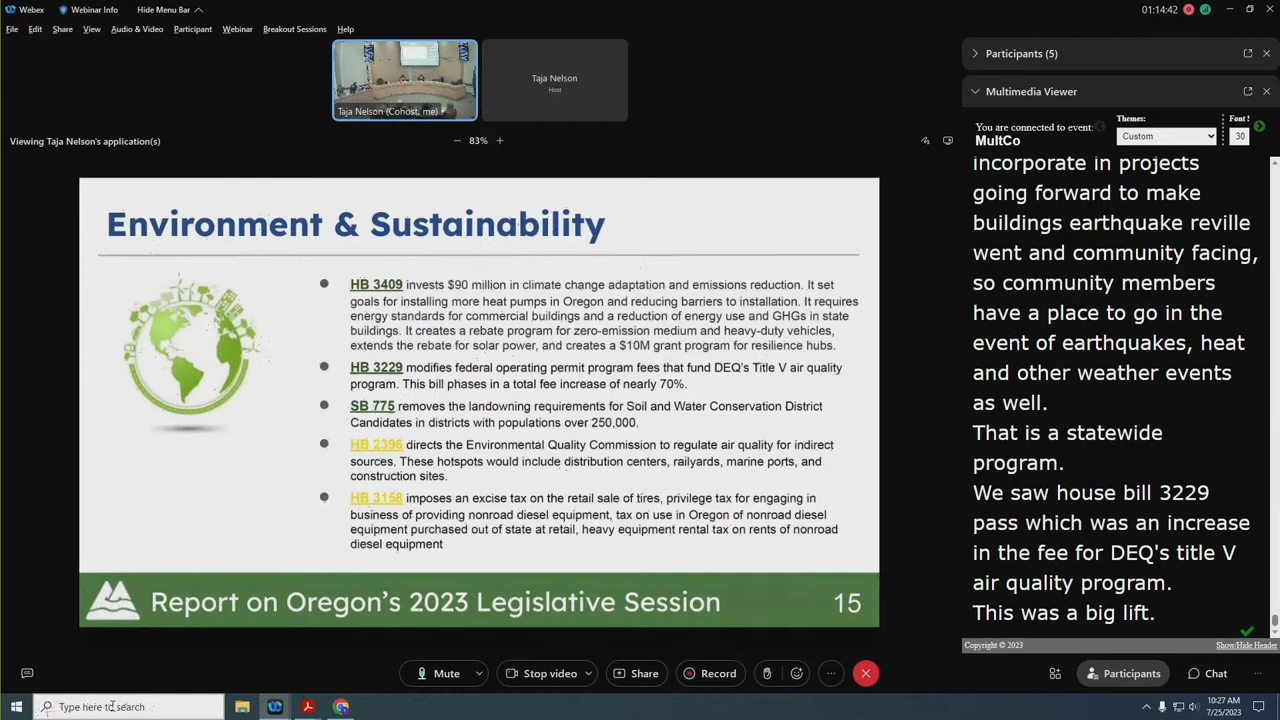 Webex
Webinar Info
Hide Menu Bar
01:14:42
File
Edit
Share
View
Audio & Video
Participant
Webinar
Breakout Sessions
Help
Taja Nelson (Cohost, me)
Taja Nelson
Host
Viewing Taja Nelson's application(s)
83%
Environment & Sustainability
HB 3409 invests $90 million in climate change adaptation and emissions reduction. It set
goals for installing more heat pumps in Oregon and reducing barriers to installation. It requires
energy standards for commercial buildings and a reduction of energy use and GHGs in state
buildings. It creates a rebate program for zero-emission medium and heavy-duty vehicles,
extends the rebate for solar power, and creates a $10M grant program for resilience hubs.
HB 3229 modifies federal operating permit program fees that fund DEQ's Title V air quality
program. This bill phases in a total fee increase of nearly 70%.
SB 775 removes the landowning requirements for Soil and Water Conservation District
Candidates in districts with populations over 250,000.
HB 2396 directs the Environmental Quality Commission to regulate air quality for indirect
sources. These hotspots would include distribution centers, railyards, marine ports, and
construction sites.
HB 3158 imposes an excise tax on the retail sale of tires, privilege tax for engaging in
business of providing nonroad diesel equipment, tax on use in Oregon of nonroad diesel
equipment purchased out of state at retail, heavy equipment rental tax on rents of nonroad
diesel equipment
Report on Oregon's 2023 Legislative Session
15
Participants (5)
Multimedia Viewer
You are connected to event:
MultCo
Themes:
Custom
Font
30
incorporate in projects
going forward to make
buildings earthquake reville
went and community facing,
so community members
have a place to go in the
event of earthquakes, heat
and other weather events
as well.
That is a statewide
program.
We saw house bill 3229
pass which was an increase
in the fee for DEQ's title V
air quality program.
This was a big lift.
Copyright © 2023
Show/Hide Header
Mute
Stop video
Share
Record
Participants
Chat
Type here to search
10:27 AM
7/25/2023